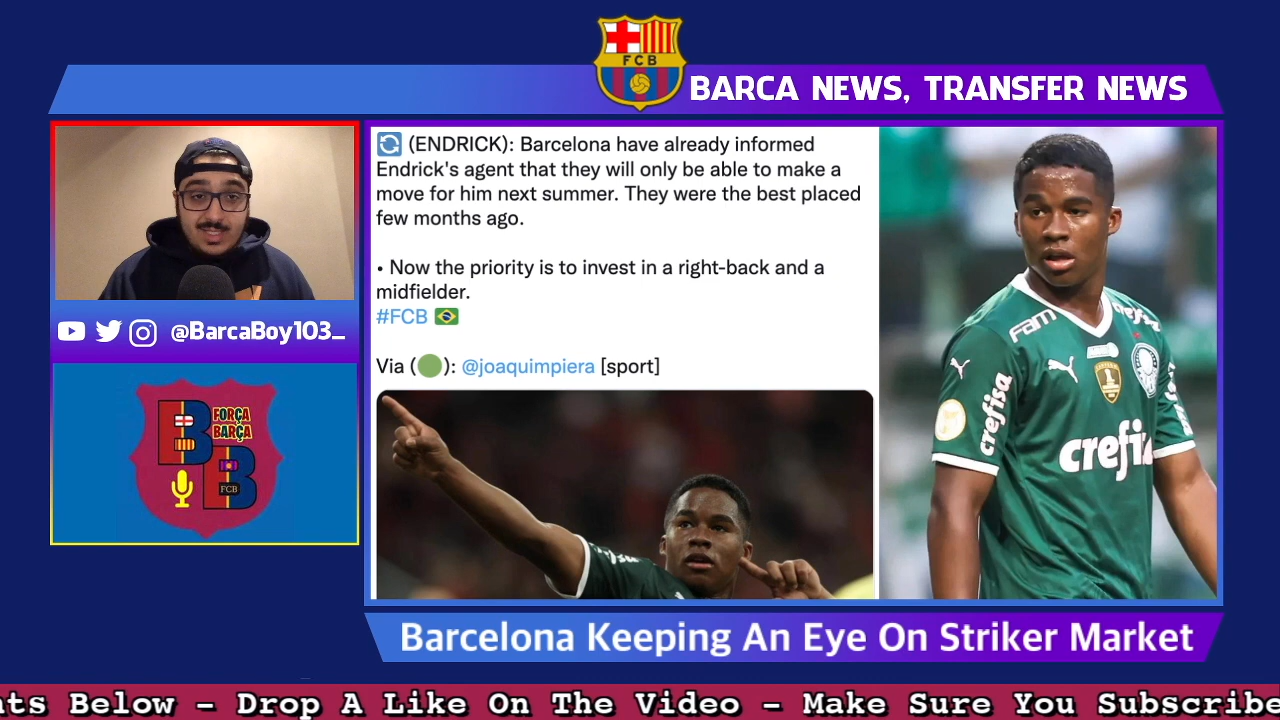 FCB
BARCA NEWS, TRANSFER NEWS
(ENDRICK): Barcelona have already informed
Endrick's agent that they will only be able to make a
move for him next summer. They were the best placed
few months ago.
• Now the priority is to invest in a right-back and a
midfielder.
#FCB 🇧🇷
Via (🟢): @joaquimpiera [sport]
@BarcaBoy103_
B FORÇA
BARÇA
B
FCB
Fam
crefisa
crefi
Barcelona Keeping An Eye On Striker Market
nts Below – Drop A Like On The Video – Make Sure You Subscribe